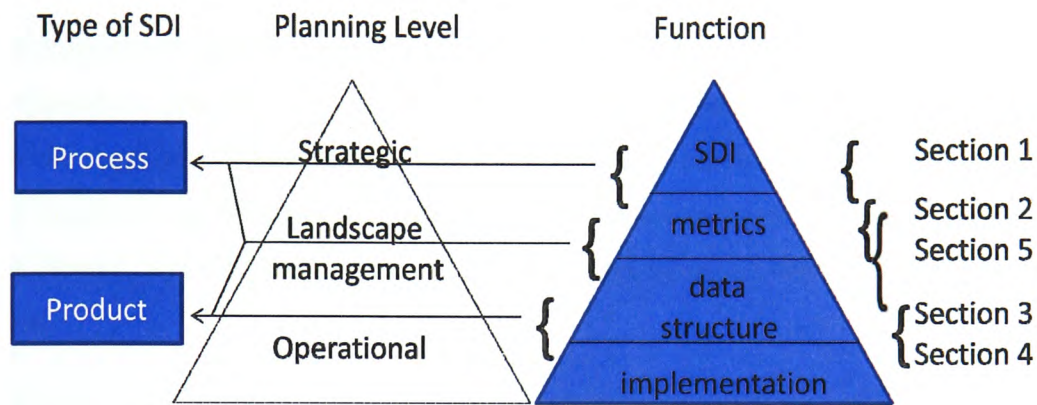 Type of SDI Planning Level Function
Process Strategic SDI Section 1
Landscape metrics Section 2
management Section 5
Product data Section 3
structure
Operational Section 4
implementation